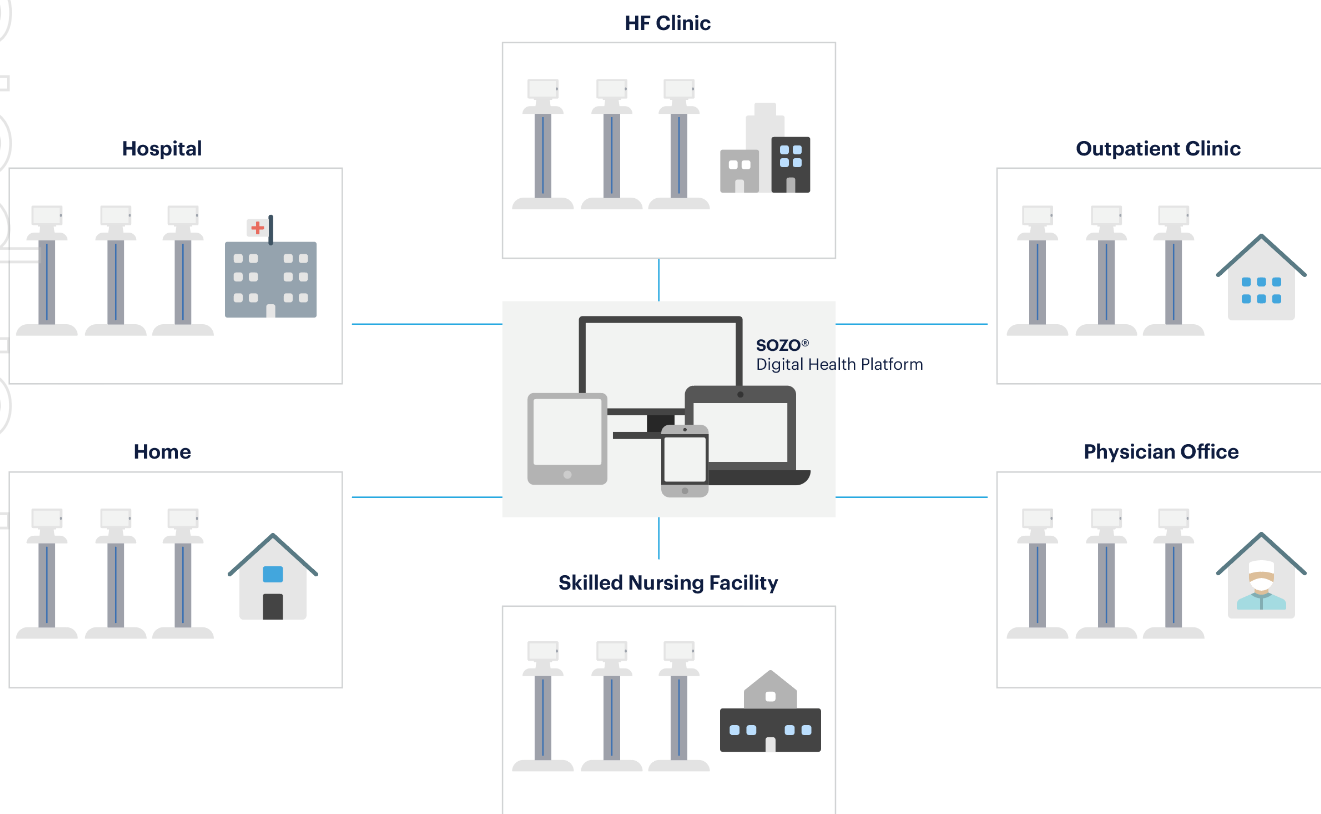 HF Clinic
Hospital
Outpatient Clinic
SOZO®
Digital Health Platform
Home
Physician Office
Skilled Nursing Facility